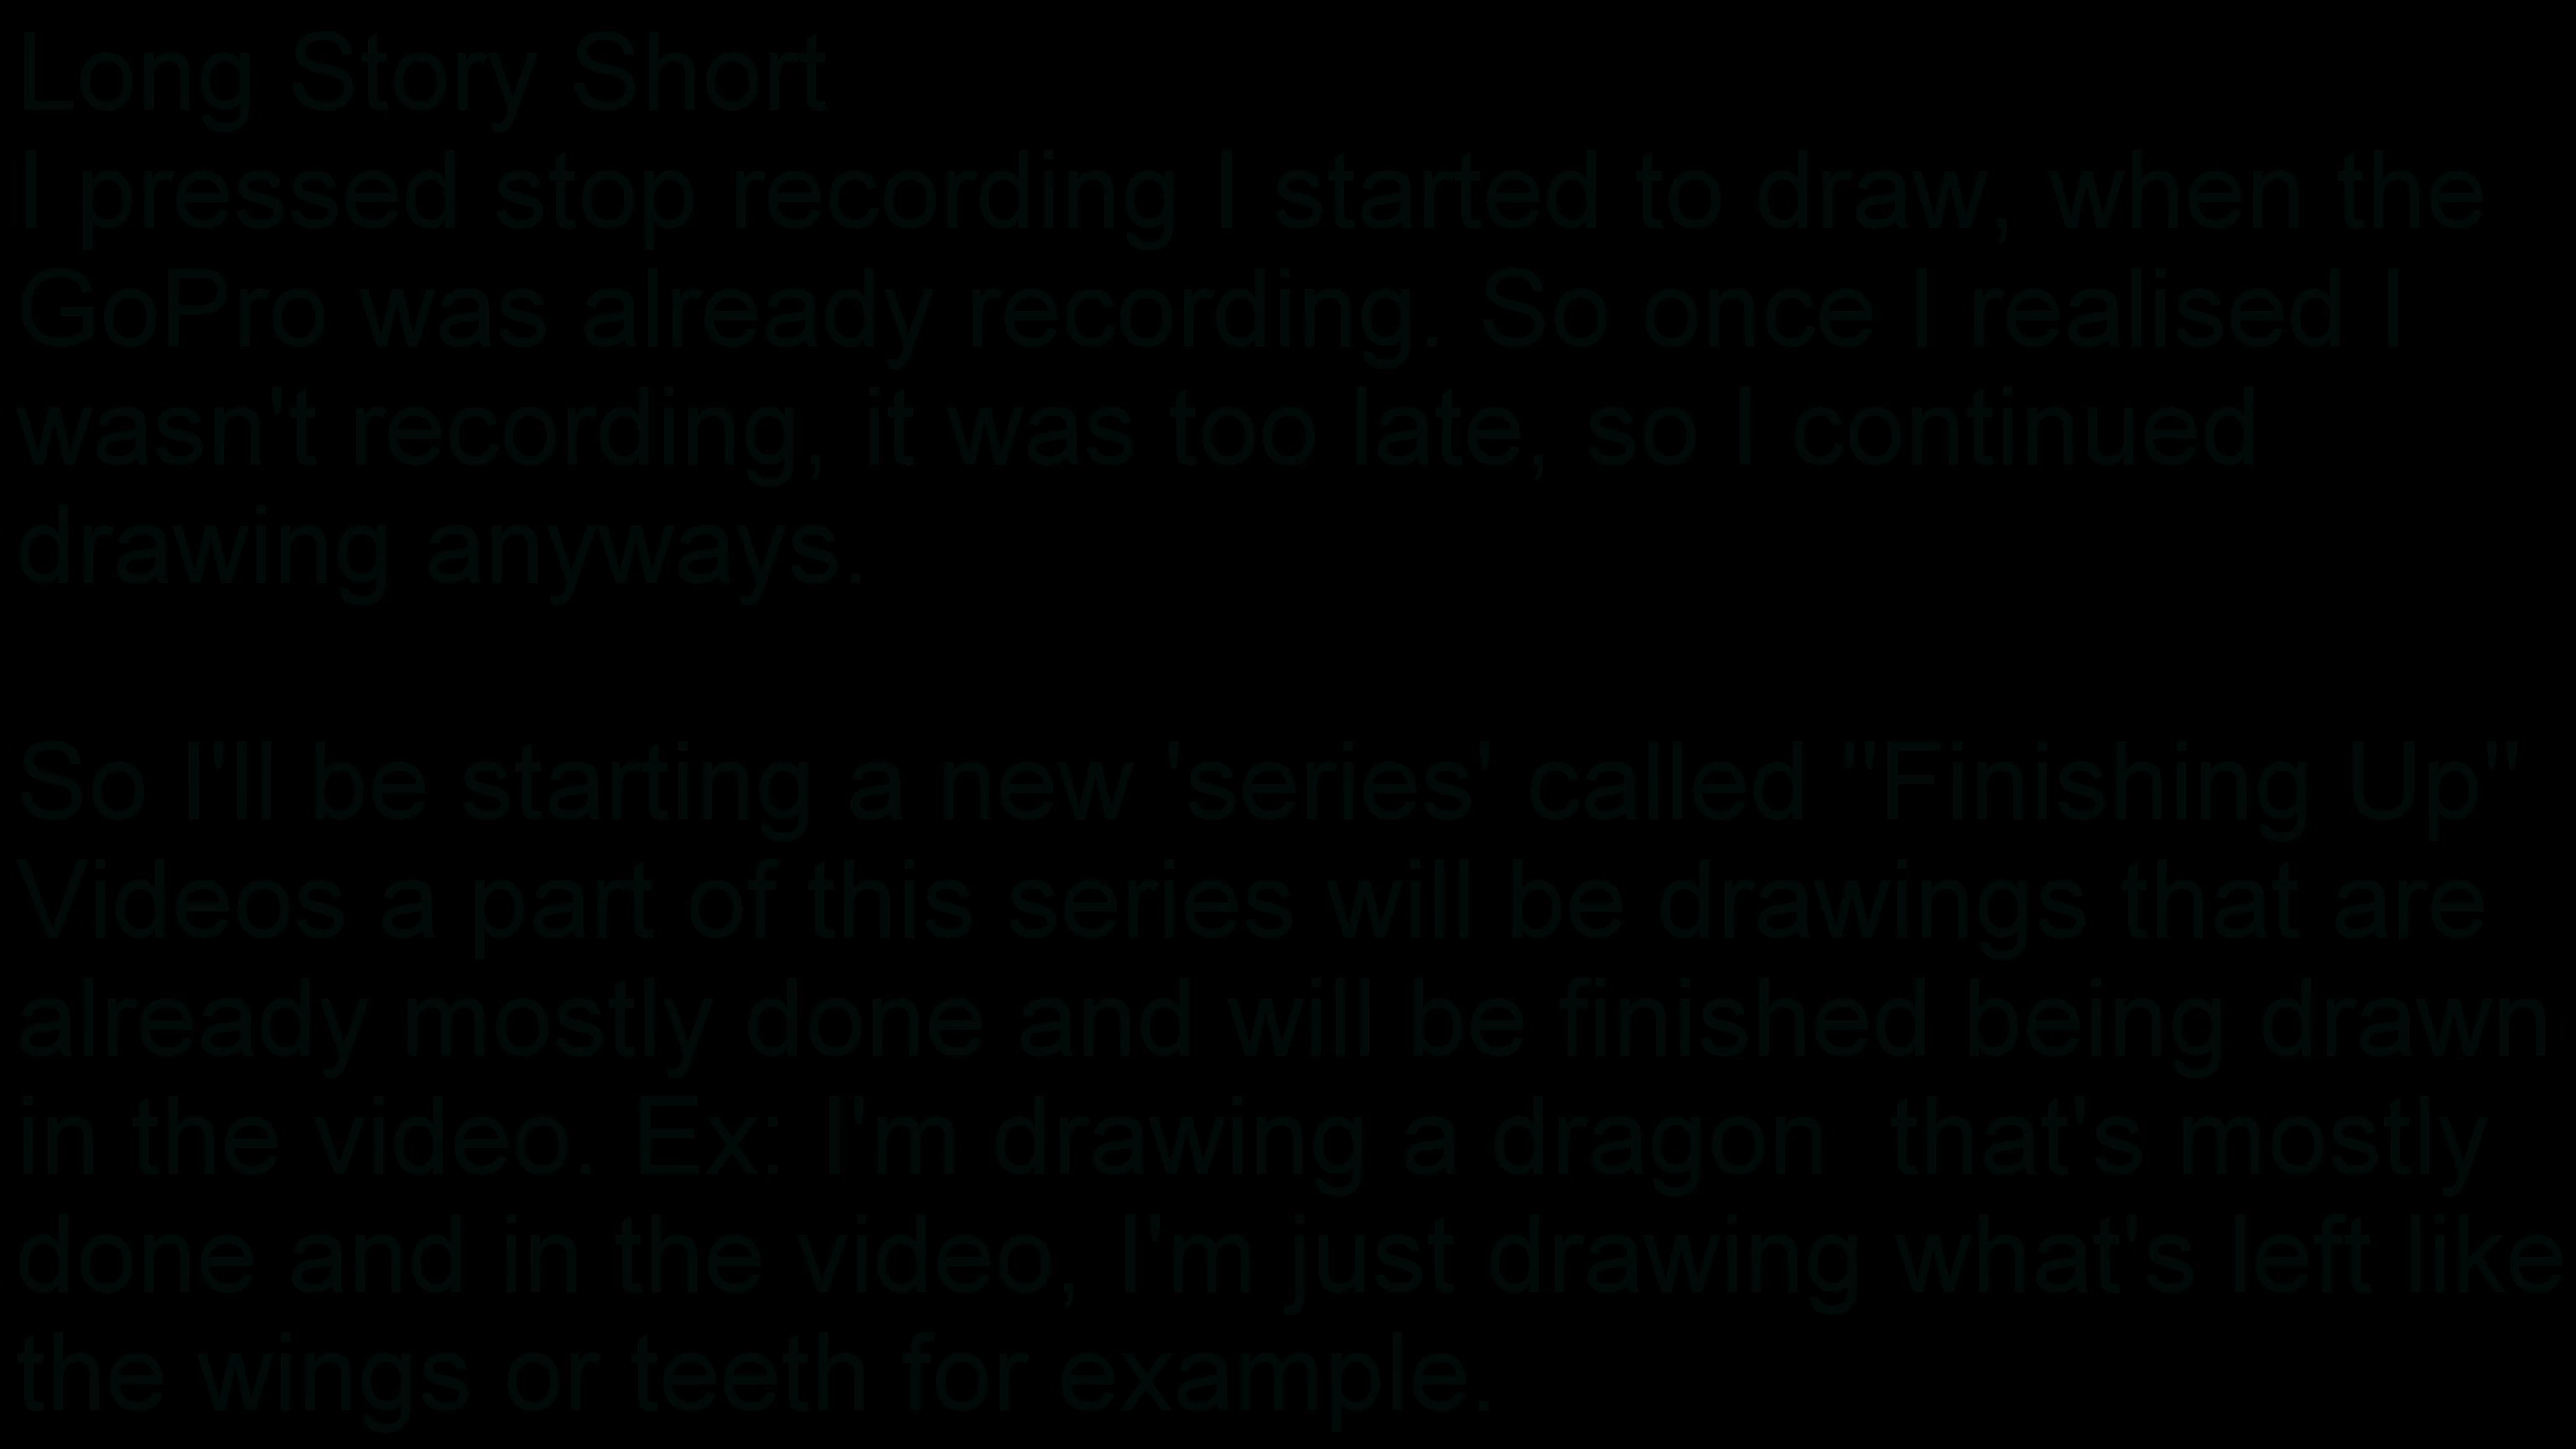 Long Story Short
I pressed stop recording I started to draw, when the
GoPro was already recording. So once I realised I
wasn't recording, it was too late, so I continued
drawing anyways.
So I'll be starting a new 'series' called "Finishing Up"
Videos a part of this series will be drawings that are
already mostly done and will be finished being drawn
in the video. Ex: I'm drawing a dragon  that's mostly
done and in the video, I'm just drawing what's left like
the wings or teeth for example.